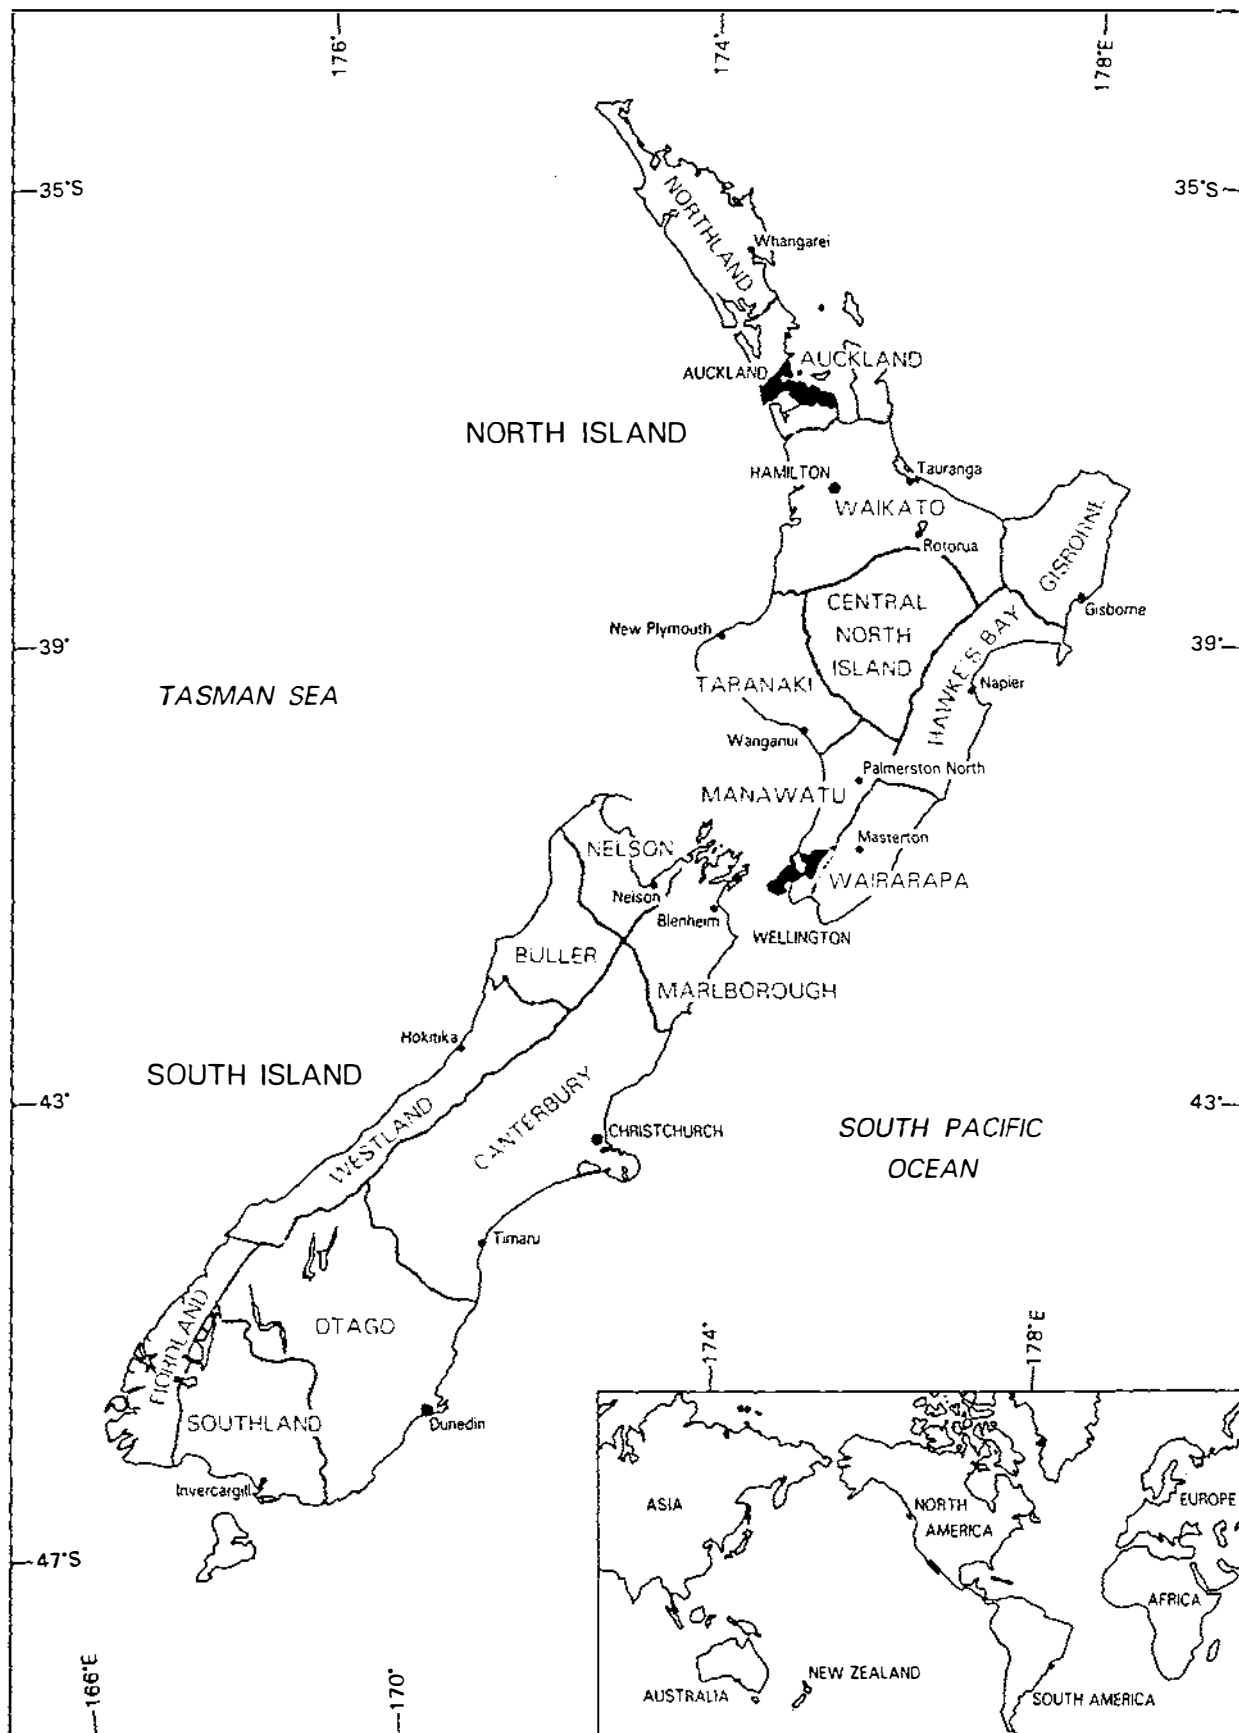 176°
174°
178°E
35°S
35°S
NORTHLAND
Whangarei
AUCKLAND
AUCKLAND
NORTH ISLAND
HAMILTON
Tauranga
WAIKATO
Rotorua
GISBORNE
Gisborne
CENTRAL
NORTH
ISLAND
New Plymouth
39°
39°
HAWKE'S BAY
TARANAKI
Napier
TASMAN SEA
Wanganui
Palmerston North
MANAWATU
Masterton
NELSON
WAIRARAPA
Nelson
Blenheim
WELLINGTON
BULLER
MARLBOROUGH
Hokitika
SOUTH ISLAND
43°
43°
WESTLAND
CANTERBURY
CHRISTCHURCH
SOUTH PACIFIC
OCEAN
Timaru
FIORDLAND
OTAGO
SOUTHLAND
Dunedin
Invercargill
47°S
166°E
170°
174°
178°E
ASIA
NORTH
AMERICA
EUROPE
AFRICA
AUSTRALIA
NEW ZEALAND
SOUTH AMERICA